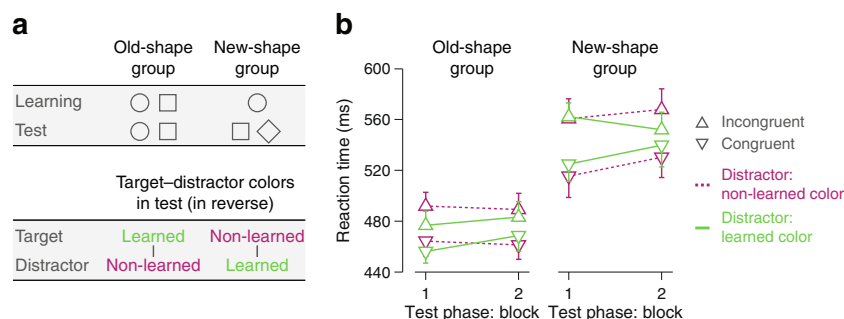 a
Old-shape group
New-shape group
Learning
Test
Target–distractor colors
in test (in reverse)
Target Learned Non-learned
Distractor Non-learned Learned
b
Old-shape group
New-shape group
Reaction time (ms)
600
560
520
480
440
1 2
Test phase: block
1 2
Test phase: block
Incongruent
Congruent
Distractor:
non-learned color
Distractor:
learned color